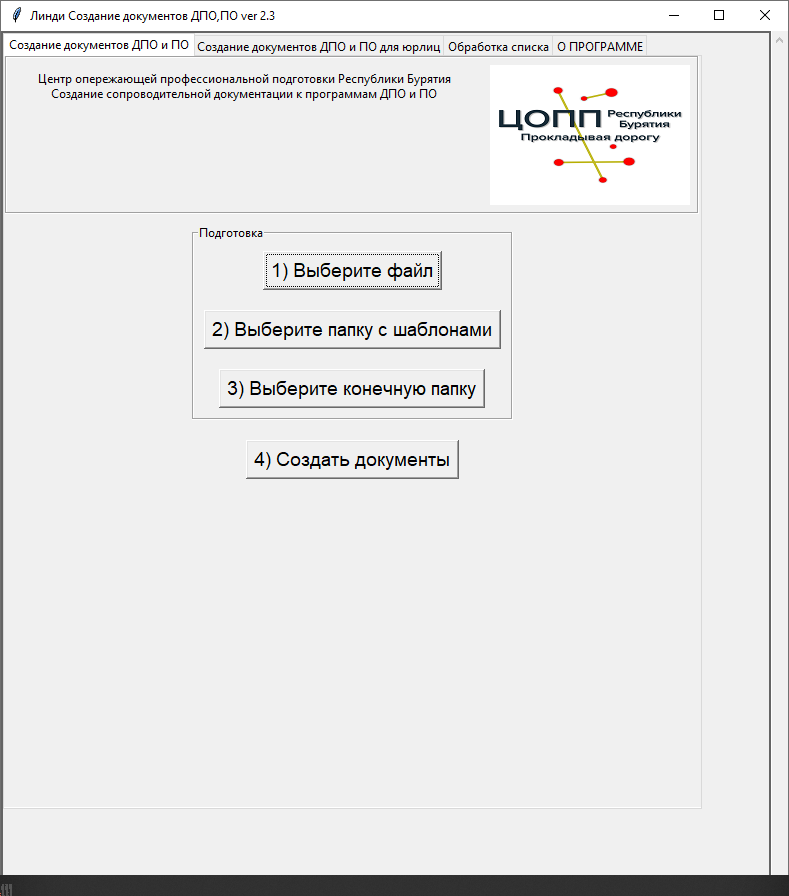 Линди Создание документов ДПО,ПО ver 2.3
Создание документов ДПО и ПО
Создание документов ДПО и ПО для юрлиц
Обработка списка
О ПРОГРАММЕ
Центр опережающей профессиональной подготовки Республики Бурятия
Создание сопроводительной документации к программам ДПО и ПО
ЦОПП Республики
Бурятия
Прокладывая дорогу
Подготовка
1) Выберите файл
2) Выберите папку с шаблонами
3) Выберите конечную папку
4) Создать документы